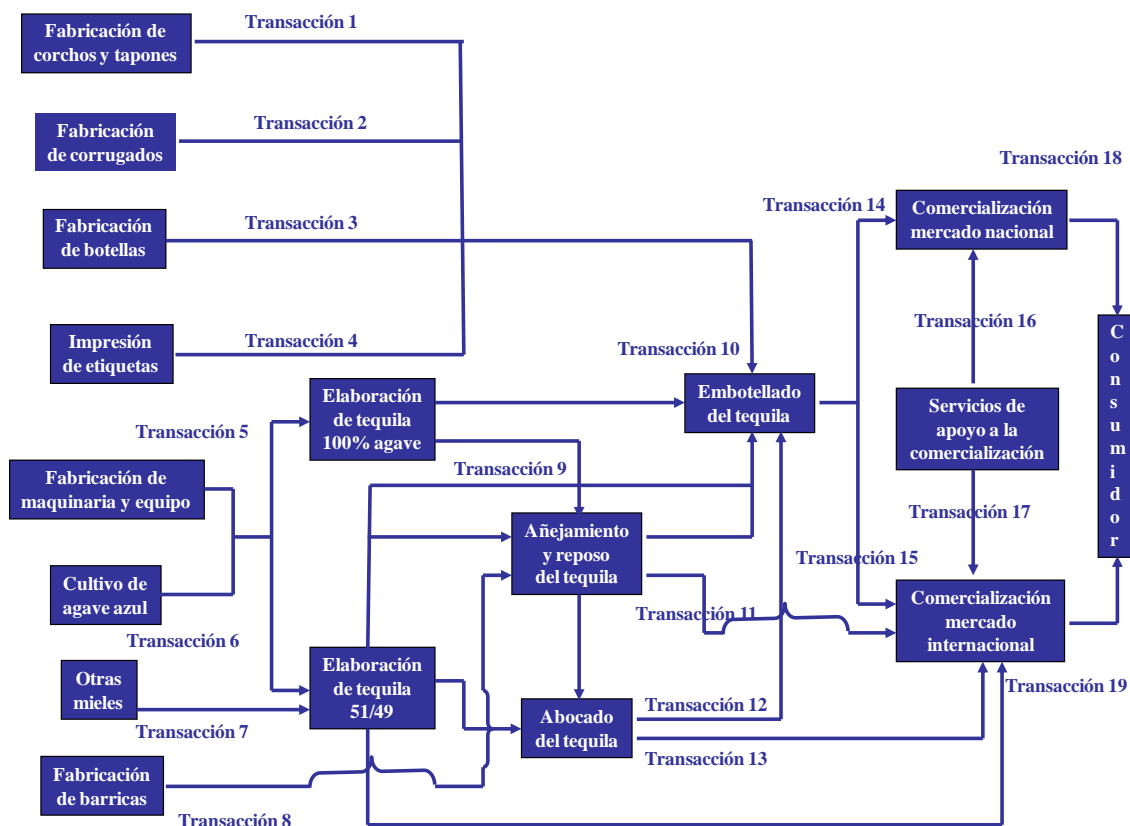 Transacción 1
Fabricación de
corchos y tapones
Transacción 2
Fabricación
de corrugados
Transacción 18
Transacción 3
Transacción 14
Comercialización
mercado nacional
Fabricación
de botellas
Transacción 4
Impresión
de etiquetas
Transacción 10
Transacción 16
Consumidor
Elaboración
de tequila
100% agave
Embotellado
del tequila
Servicios de
apoyo a la
comercialización
Transacción 5
Fabricación de
maquinaria y equipo
Transacción 9
Transacción 17
Añejamiento
y reposo
del tequila
Transacción 15
Cultivo de
agave azul
Transacción 11
Comercialización
mercado
internacional
Transacción 6
Otras
mieles
Elaboración
de tequila
51/49
Transacción 19
Transacción 12
Abocado
del tequila
Transacción 7
Transacción 13
Fabricación
de barricas
Transacción 8